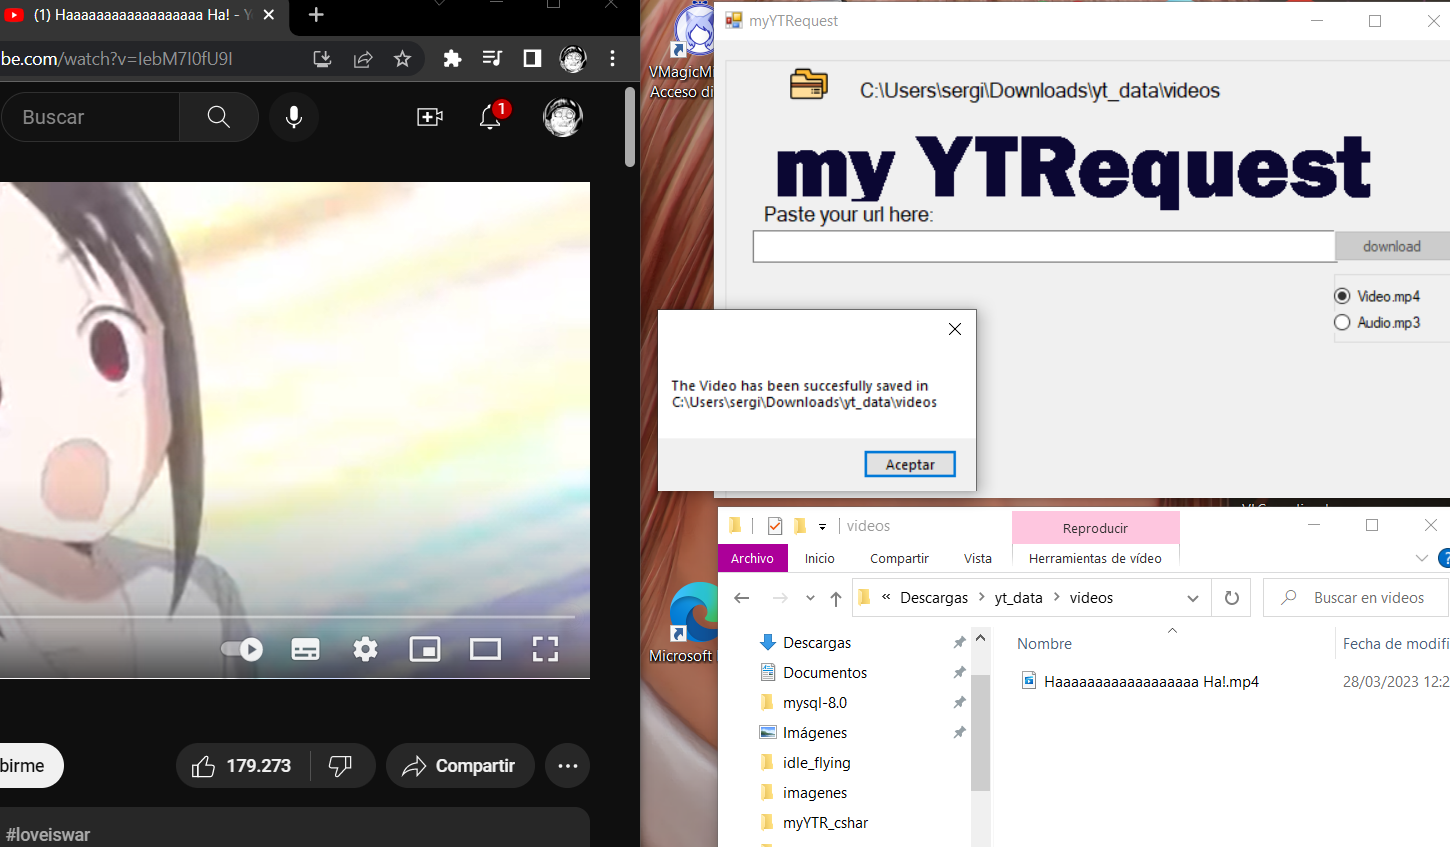 (1) Haaaaaaaaaaaaaaaaaa Ha! - Y
be.com/watch?v=IebM7I0fU9I
Buscar
1
birme
179.273
Compartir
#loveiswar
VMagicMi
Acceso di
Microsoft
myYTRequest
C:\Users\sergi\Downloads\yt_data\videos
my YTRequest
Paste your url here:
download
Video.mp4
Audio.mp3
The Video has been succesfully saved in
C:\Users\sergi\Downloads\yt_data\videos
Aceptar
videos
Reproducir
Archivo
Inicio
Compartir
Vista
Herramientas de vídeo
?
« Descargas > yt_data > videos
Buscar en videos
Descargas
Documentos
mysql-8.0
Imágenes
idle_flying
imagenes
myYTR_cshar
Nombre
Fecha de modifi
Haaaaaaaaaaaaaaaaaa Ha!.mp4
28/03/2023 12:2